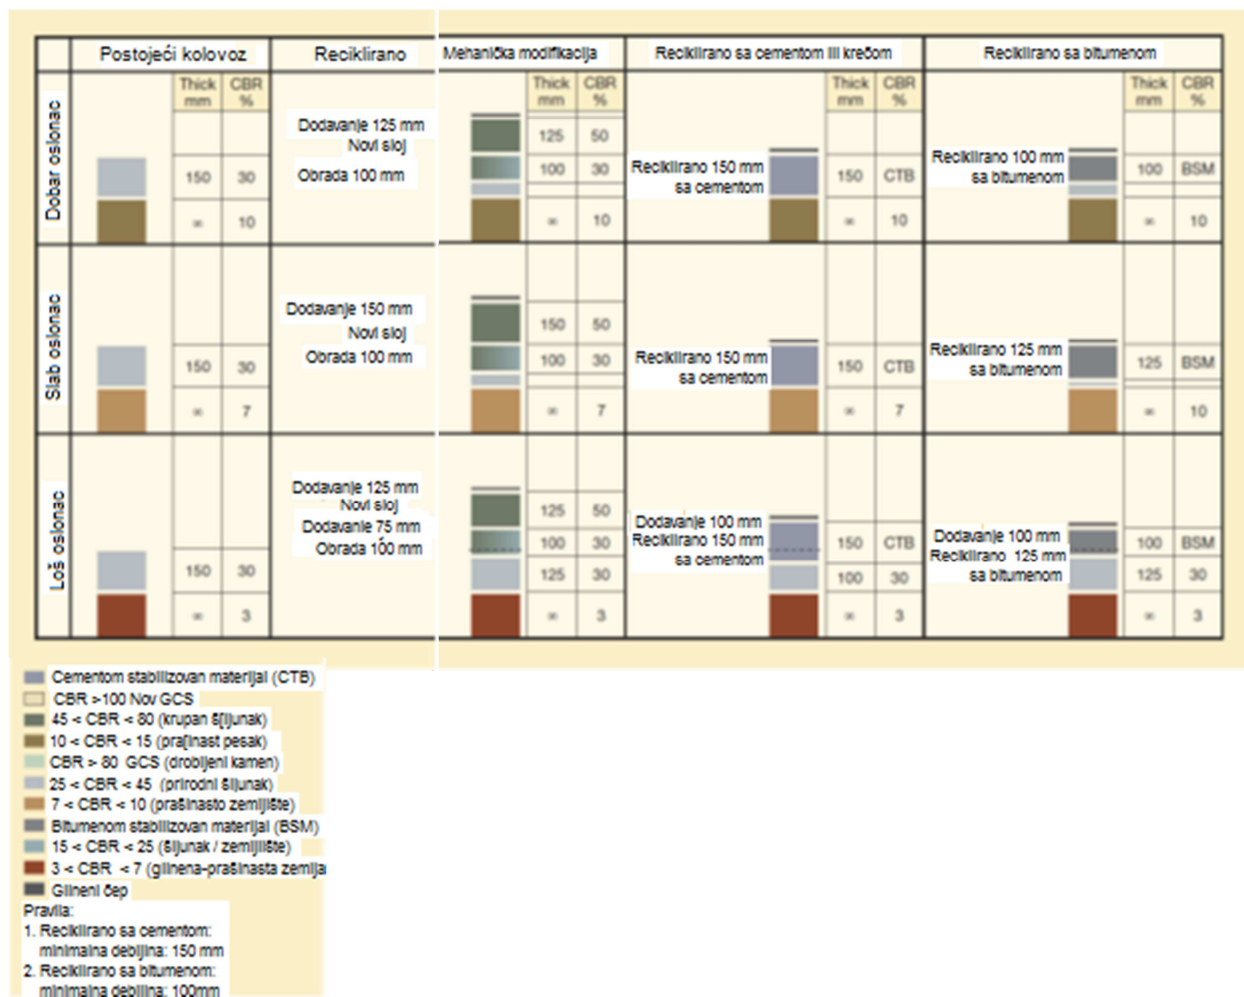 Postojeći kolovoz Reciklirano Mehanička modifikacija Reciklirano sa cementom III krečom Reciklirano sa bitumenom
Dobar oslonac
Thick mm CBR %
150 30
∞ 10
Dodavanje 125 mm
Novi sloj
Obrada 100 mm
Thick mm CBR %
125 50
100 30
∞ 10
Reciklirano 150 mm
sa cementom
Thick mm CBR %
150 CTB
∞ 10
Reciklirano 100 mm
sa bitumenom
Thick mm CBR %
100 BSM
∞ 10
Slab oslonac
150 30
∞ 7
Dodavanje 150 mm
Novi sloj
Obrada 100 mm
150 50
100 30
∞ 7
Reciklirano 150 mm
sa cementom
150 CTB
∞ 7
Reciklirano 125 mm
sa bitumenom
125 BSM
∞ 10
Loš oslonac
150 30
∞ 3
Dodavanje 125 mm
Novi sloj
Dodavanie 75 mm
Obrada 100 mm
125 50
100 30
125 30
∞ 3
Dodavanje 100 mm
Reciklirano 150 mm
sa cementom
150 CTB
100 30
∞ 3
Dodavanje 100 mm
Reciklirano 125 mm
sa bitumenom
100 BSM
125 30
∞ 3
Cementom stabilizovan materijal (CTB)
CBR >100 Nov GCS
45 < CBR < 80 (krupan š[ijunak)
10 < CBR < 15 (pra[inast pesak)
CBR > 80 GCS (drobljeni kamen)
25 < CBR < 45 (prirodni šljunak)
7 < CBR < 10 (prašinasto zemljište)
Bitumenom stabilizovan materijal (BSM)
15 < CBR < 25 (šljunak / zemljište)
3 < CBR < 7 (glinena-prašinasta zemlja
Glineni čep
Pravila:
1. Reciklirano sa cementom:
minimalna debljina: 150 mm
2. Reciklirano sa bitumenom:
minimalna debljina: 100mm